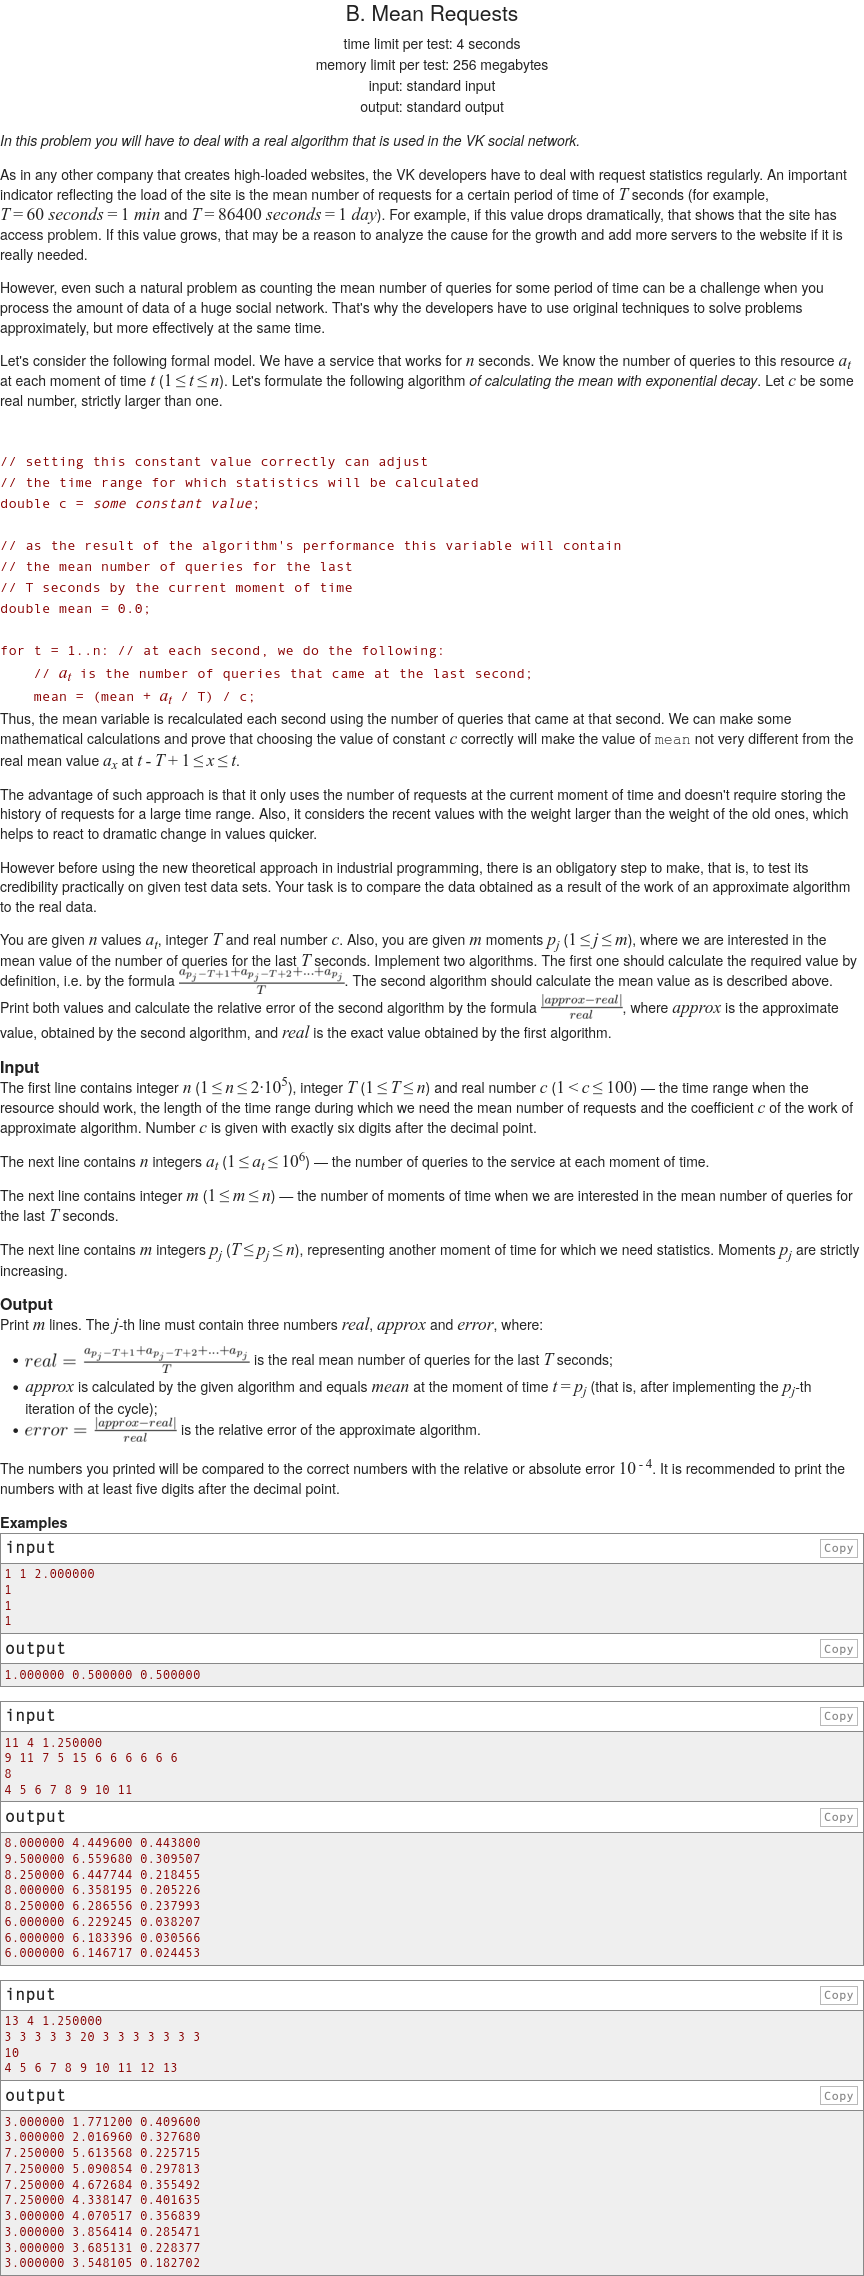 B. Mean Requests
time limit per test: 4 seconds
memory limit per test: 256 megabytes
input: standard input
output: standard output
In this problem you will have to deal with a real algorithm that is used in the VK social network.
As in any other company that creates high-loaded websites, the VK developers have to deal with request statistics regularly. An important
indicator reflecting the load of the site is the mean number of requests for a certain period of time of T seconds (for example,
T = 60 seconds = 1 min and T = 86400 seconds = 1 day). For example, if this value drops dramatically, that shows that the site has
access problem. If this value grows, that may be a reason to analyze the cause for the growth and add more servers to the website if it is
really needed.
However, even such a natural problem as counting the mean number of queries for some period of time can be a challenge when you
process the amount of data of a huge social network. That's why the developers have to use original techniques to solve problems
approximately, but more effectively at the same time.
Let's consider the following formal model. We have a service that works for n seconds. We know the number of queries to this resource a_t
at each moment of time t (1 ≤ t ≤ n). Let's formulate the following algorithm of calculating the mean with exponential decay. Let c be some
real number, strictly larger than one.
// setting this constant value correctly can adjust
// the time range for which statistics will be calculated
double c = some constant value;
// as the result of the algorithm's performance this variable will contain
// the mean number of queries for the last
// T seconds by the current moment of time
double mean = 0.0;
for t = 1..n: // at each second, we do the following:
// a_t is the number of queries that came at the last second;
mean = (mean + a_t / T) / c;
Thus, the mean variable is recalculated each second using the number of queries that came at that second. We can make some
mathematical calculations and prove that choosing the value of constant c correctly will make the value of mean not very different from the
real mean value a_x at t - T + 1 ≤ x ≤ t.
The advantage of such approach is that it only uses the number of requests at the current moment of time and doesn't require storing the
history of requests for a large time range. Also, it considers the recent values with the weight larger than the weight of the old ones, which
helps to react to dramatic change in values quicker.
However before using the new theoretical approach in industrial programming, there is an obligatory step to make, that is, to test its
credibility practically on given test data sets. Your task is to compare the data obtained as a result of the work of an approximate algorithm
to the real data.
You are given n values a_t, integer T and real number c. Also, you are given m moments p_j (1 ≤ j ≤ m), where we are interested in the
mean value of the number of queries for the last T seconds. Implement two algorithms. The first one should calculate the required value by
definition, i.e. by the formula (a_{p_j-T+1}+a_{p_j-T+2}+...+a_{p_j})/T. The second algorithm should calculate the mean value as is described above.
Print both values and calculate the relative error of the second algorithm by the formula |approx-real|/real, where approx is the approximate
value, obtained by the second algorithm, and real is the exact value obtained by the first algorithm.
Input
The first line contains integer n (1 ≤ n ≤ 2·10^5), integer T (1 ≤ T ≤ n) and real number c (1 < c ≤ 100) — the time range when the
resource should work, the length of the time range during which we need the mean number of requests and the coefficient c of the work of
approximate algorithm. Number c is given with exactly six digits after the decimal point.
The next line contains n integers a_t (1 ≤ a_t ≤ 10^6) — the number of queries to the service at each moment of time.
The next line contains integer m (1 ≤ m ≤ n) — the number of moments of time when we are interested in the mean number of queries for
the last T seconds.
The next line contains m integers p_j (T ≤ p_j ≤ n), representing another moment of time for which we need statistics. Moments p_j are strictly
increasing.
Output
Print m lines. The j-th line must contain three numbers real, approx and error, where:
• real = (a_{p_j-T+1}+a_{p_j-T+2}+...+a_{p_j})/T is the real mean number of queries for the last T seconds;
• approx is calculated by the given algorithm and equals mean at the moment of time t = p_j (that is, after implementing the p_j-th
iteration of the cycle);
• error = |approx-real|/real is the relative error of the approximate algorithm.
The numbers you printed will be compared to the correct numbers with the relative or absolute error 10^-4. It is recommended to print the
numbers with at least five digits after the decimal point.
Examples
input Copy
1 1 2.000000
1
1
1
output Copy
1.000000 0.500000 0.500000
input Copy
11 4 1.250000
9 11 7 5 15 6 6 6 6 6 6
8
4 5 6 7 8 9 10 11
output Copy
8.000000 4.449600 0.443800
9.500000 6.559680 0.309507
8.250000 6.447744 0.218455
8.000000 6.358195 0.205226
8.250000 6.286556 0.237993
6.000000 6.229245 0.038207
6.000000 6.183396 0.030566
6.000000 6.146717 0.024453
input Copy
13 4 1.250000
3 3 3 3 3 20 3 3 3 3 3 3 3
10
4 5 6 7 8 9 10 11 12 13
output Copy
3.000000 1.771200 0.409600
3.000000 2.016960 0.327680
7.250000 5.613568 0.225715
7.250000 5.090854 0.297813
7.250000 4.672684 0.355492
7.250000 4.338147 0.401635
3.000000 4.070517 0.356839
3.000000 3.856414 0.285471
3.000000 3.685131 0.228377
3.000000 3.548105 0.182702